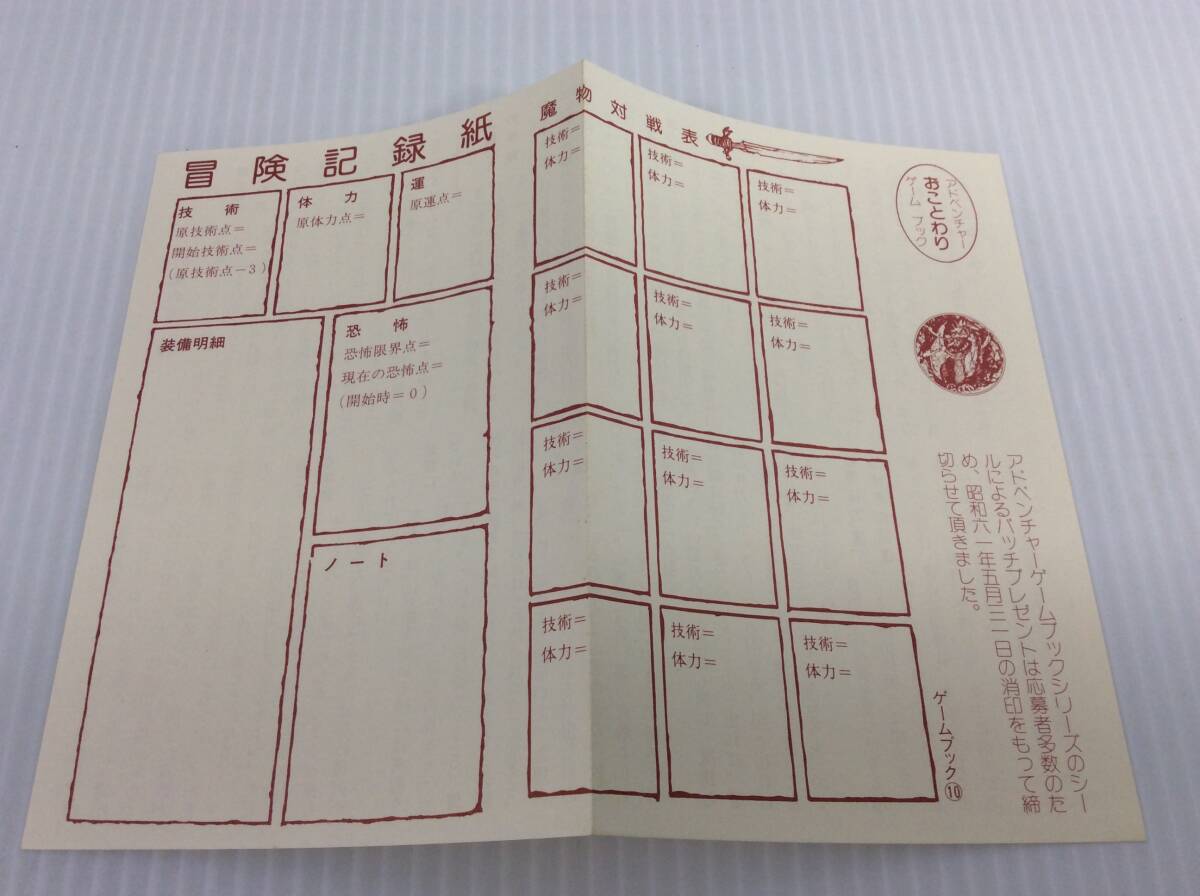 冒険記録紙
技術
原技術点=
開始技術点=
(原技術点-3)
体力
原体力点=
運
原運点=
装備明細
恐怖
恐怖限界点=
現在の恐怖点=
(開始時=0)
ノート
魔物対戦表
技術=
体力=
技術=
体力=
技術=
体力=
技術=
体力=
技術=
体力=
技術=
体力=
技術=
体力=
技術=
体力=
技術=
体力=
技術=
体力=
技術=
体力=
技術=
体力=
アドベンチャー
おことわり
ゲームブック
アドベンチャーゲームブックシリーズのシー
ルによるバッチプレゼントは応募者多数のた
め、昭和六一年五月三一日の消印をもって締
切らせて頂きました。
ゲームブック⑩